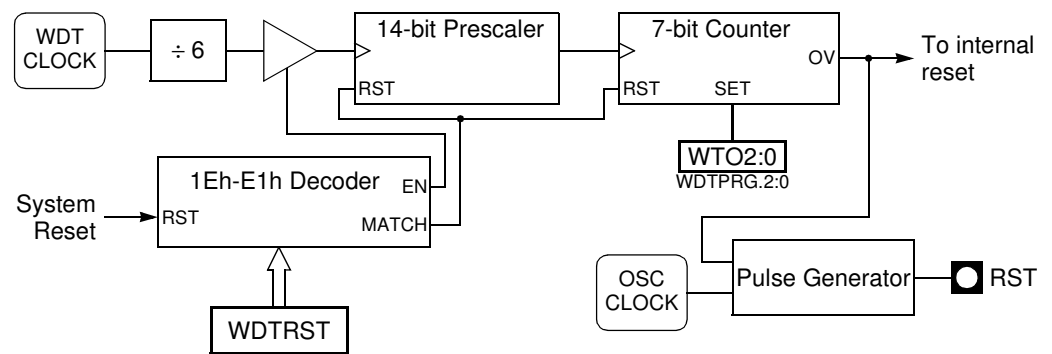 WDT
CLOCK
÷ 6
14-bit Prescaler
RST
7-bit Counter
OV
RST
SET
To internal
reset
WTO2:0
WDTPRG.2:0
1Eh-E1h Decoder
EN
RST
MATCH
System
Reset
WDTRST
OSC
CLOCK
Pulse Generator
RST